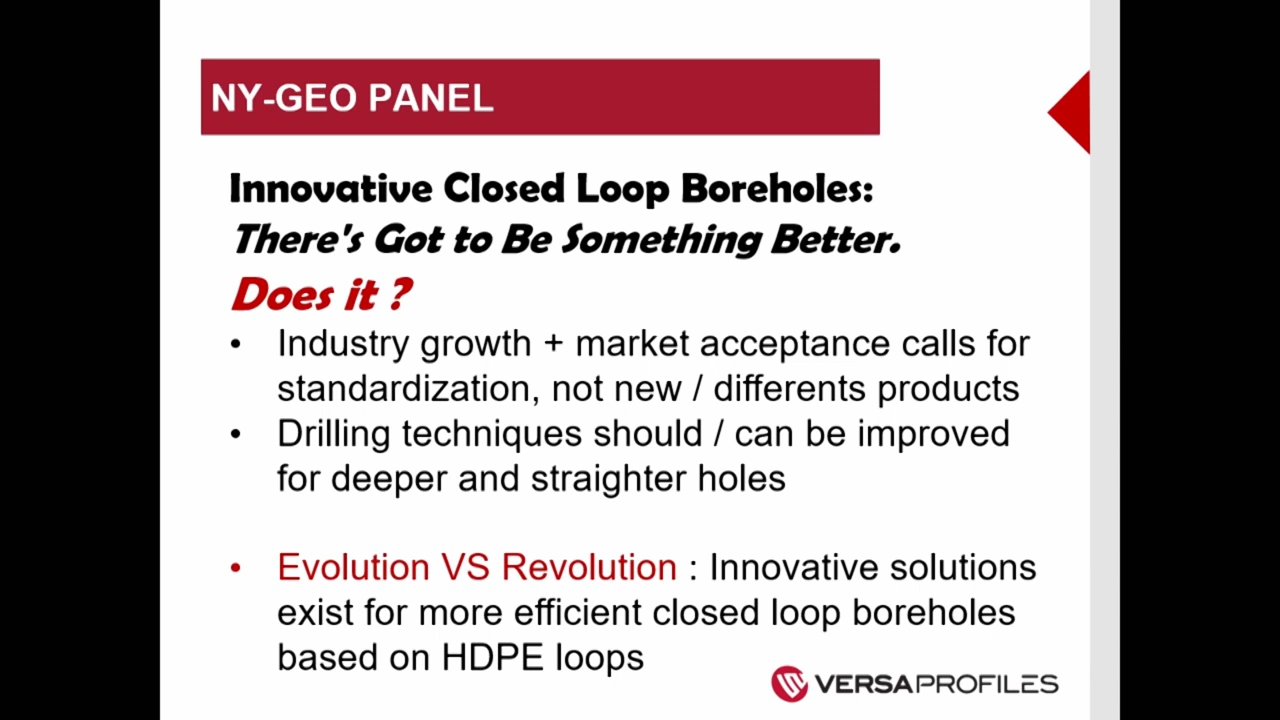 NY-GEO PANEL
Innovative Closed Loop Boreholes:
There's Got to Be Something Better.
Does it ?
• Industry growth + market acceptance calls for
standardization, not new / differents products
• Drilling techniques should / can be improved
for deeper and straighter holes
• Evolution VS Revolution : Innovative solutions
exist for more efficient closed loop boreholes
based on HDPE loops
VERSAPROFILES